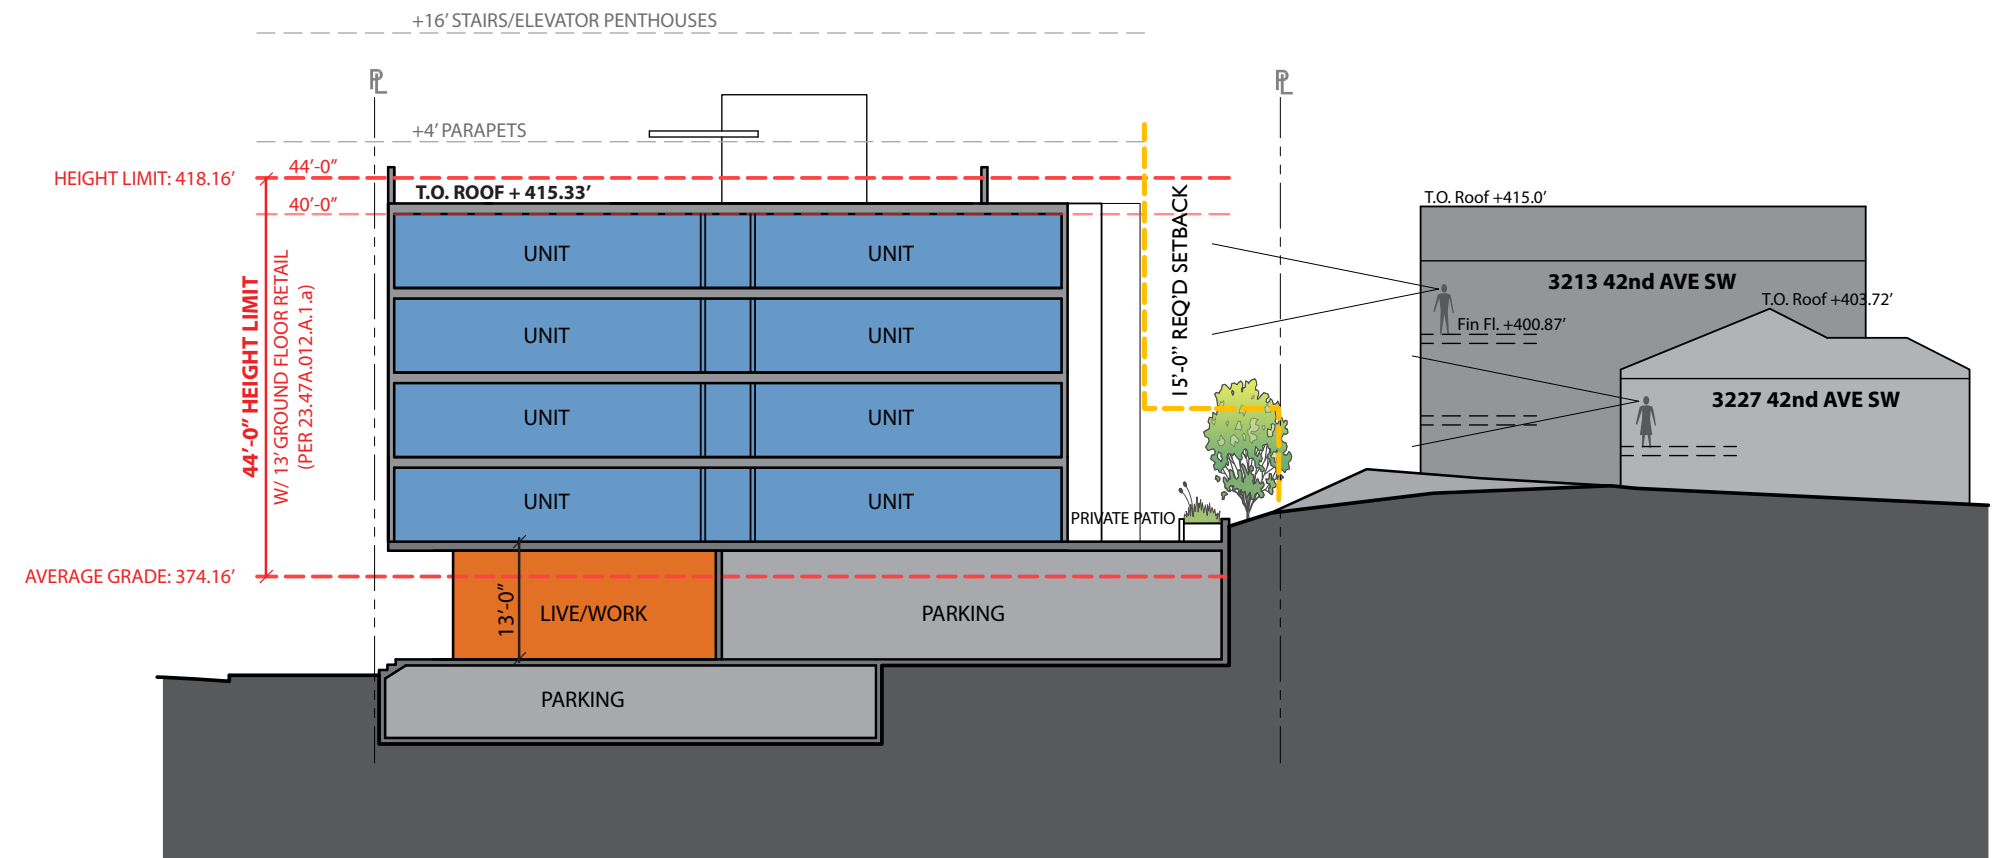 +16' STAIRS/ELEVATOR PENTHOUSES
PL
PL
+4' PARAPETS
44'-0"
HEIGHT LIMIT: 418.16'
T.O. ROOF + 415.33'
40'-0"
44'-0" HEIGHT LIMIT
W/ 13' GROUND FLOOR RETAIL
(PER 23.47A.012.A.1.a)
15'-0" REQ'D SETBACK
T.O. Roof +415.0'
3213 42nd AVE SW
T.O. Roof +403.72'
Fin Fl. +400.87'
3227 42nd AVE SW
UNIT
UNIT
UNIT
UNIT
UNIT
UNIT
UNIT
UNIT
PRIVATE PATIO
AVERAGE GRADE: 374.16'
13'-0"
LIVE/WORK
PARKING
PARKING